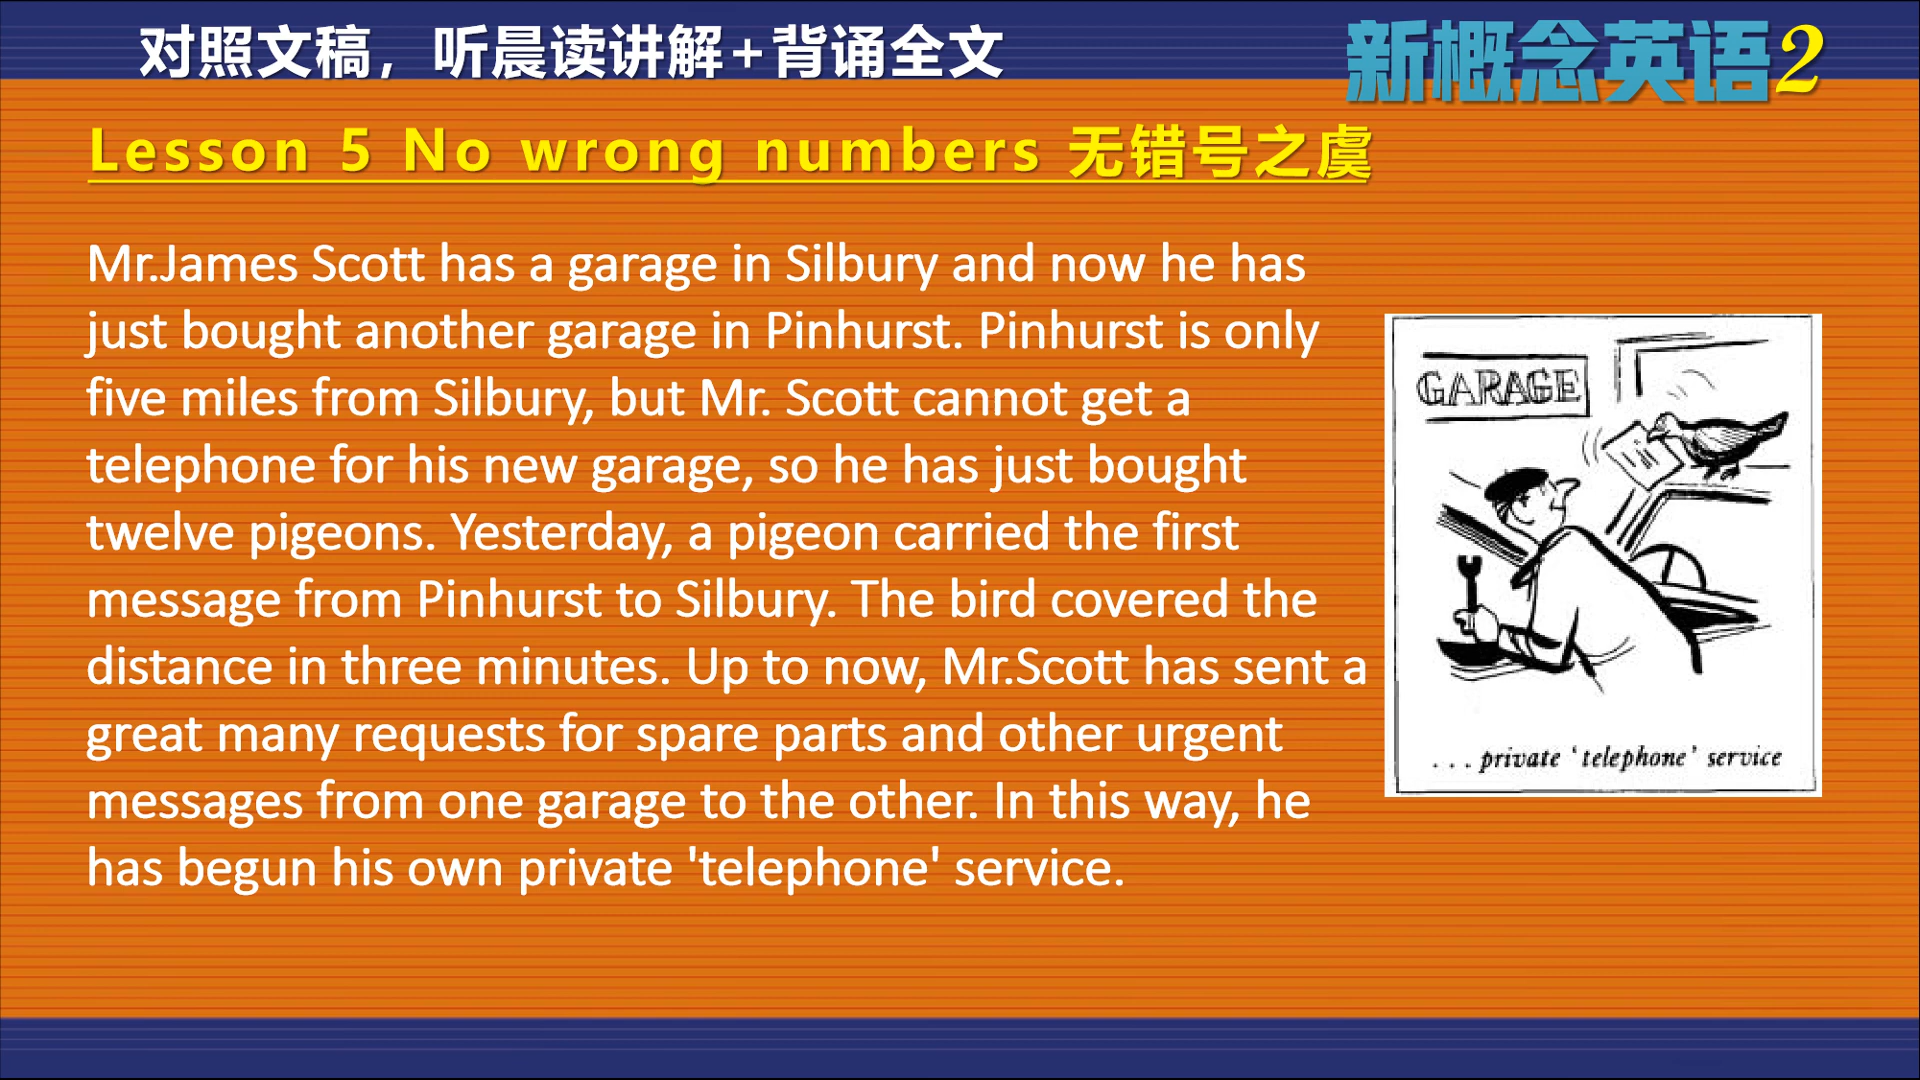 对照文稿，听晨读讲解+背诵全文
新概念英语2
Lesson 5 No wrong numbers 无错号之虞
Mr.James Scott has a garage in Silbury and now he has
just bought another garage in Pinhurst. Pinhurst is only
five miles from Silbury, but Mr. Scott cannot get a
telephone for his new garage, so he has just bought
twelve pigeons. Yesterday, a pigeon carried the first
message from Pinhurst to Silbury. The bird covered the
distance in three minutes. Up to now, Mr.Scott has sent a
great many requests for spare parts and other urgent
messages from one garage to the other. In this way, he
has begun his own private 'telephone' service.
GARAGE
...private ‘telephone’ service